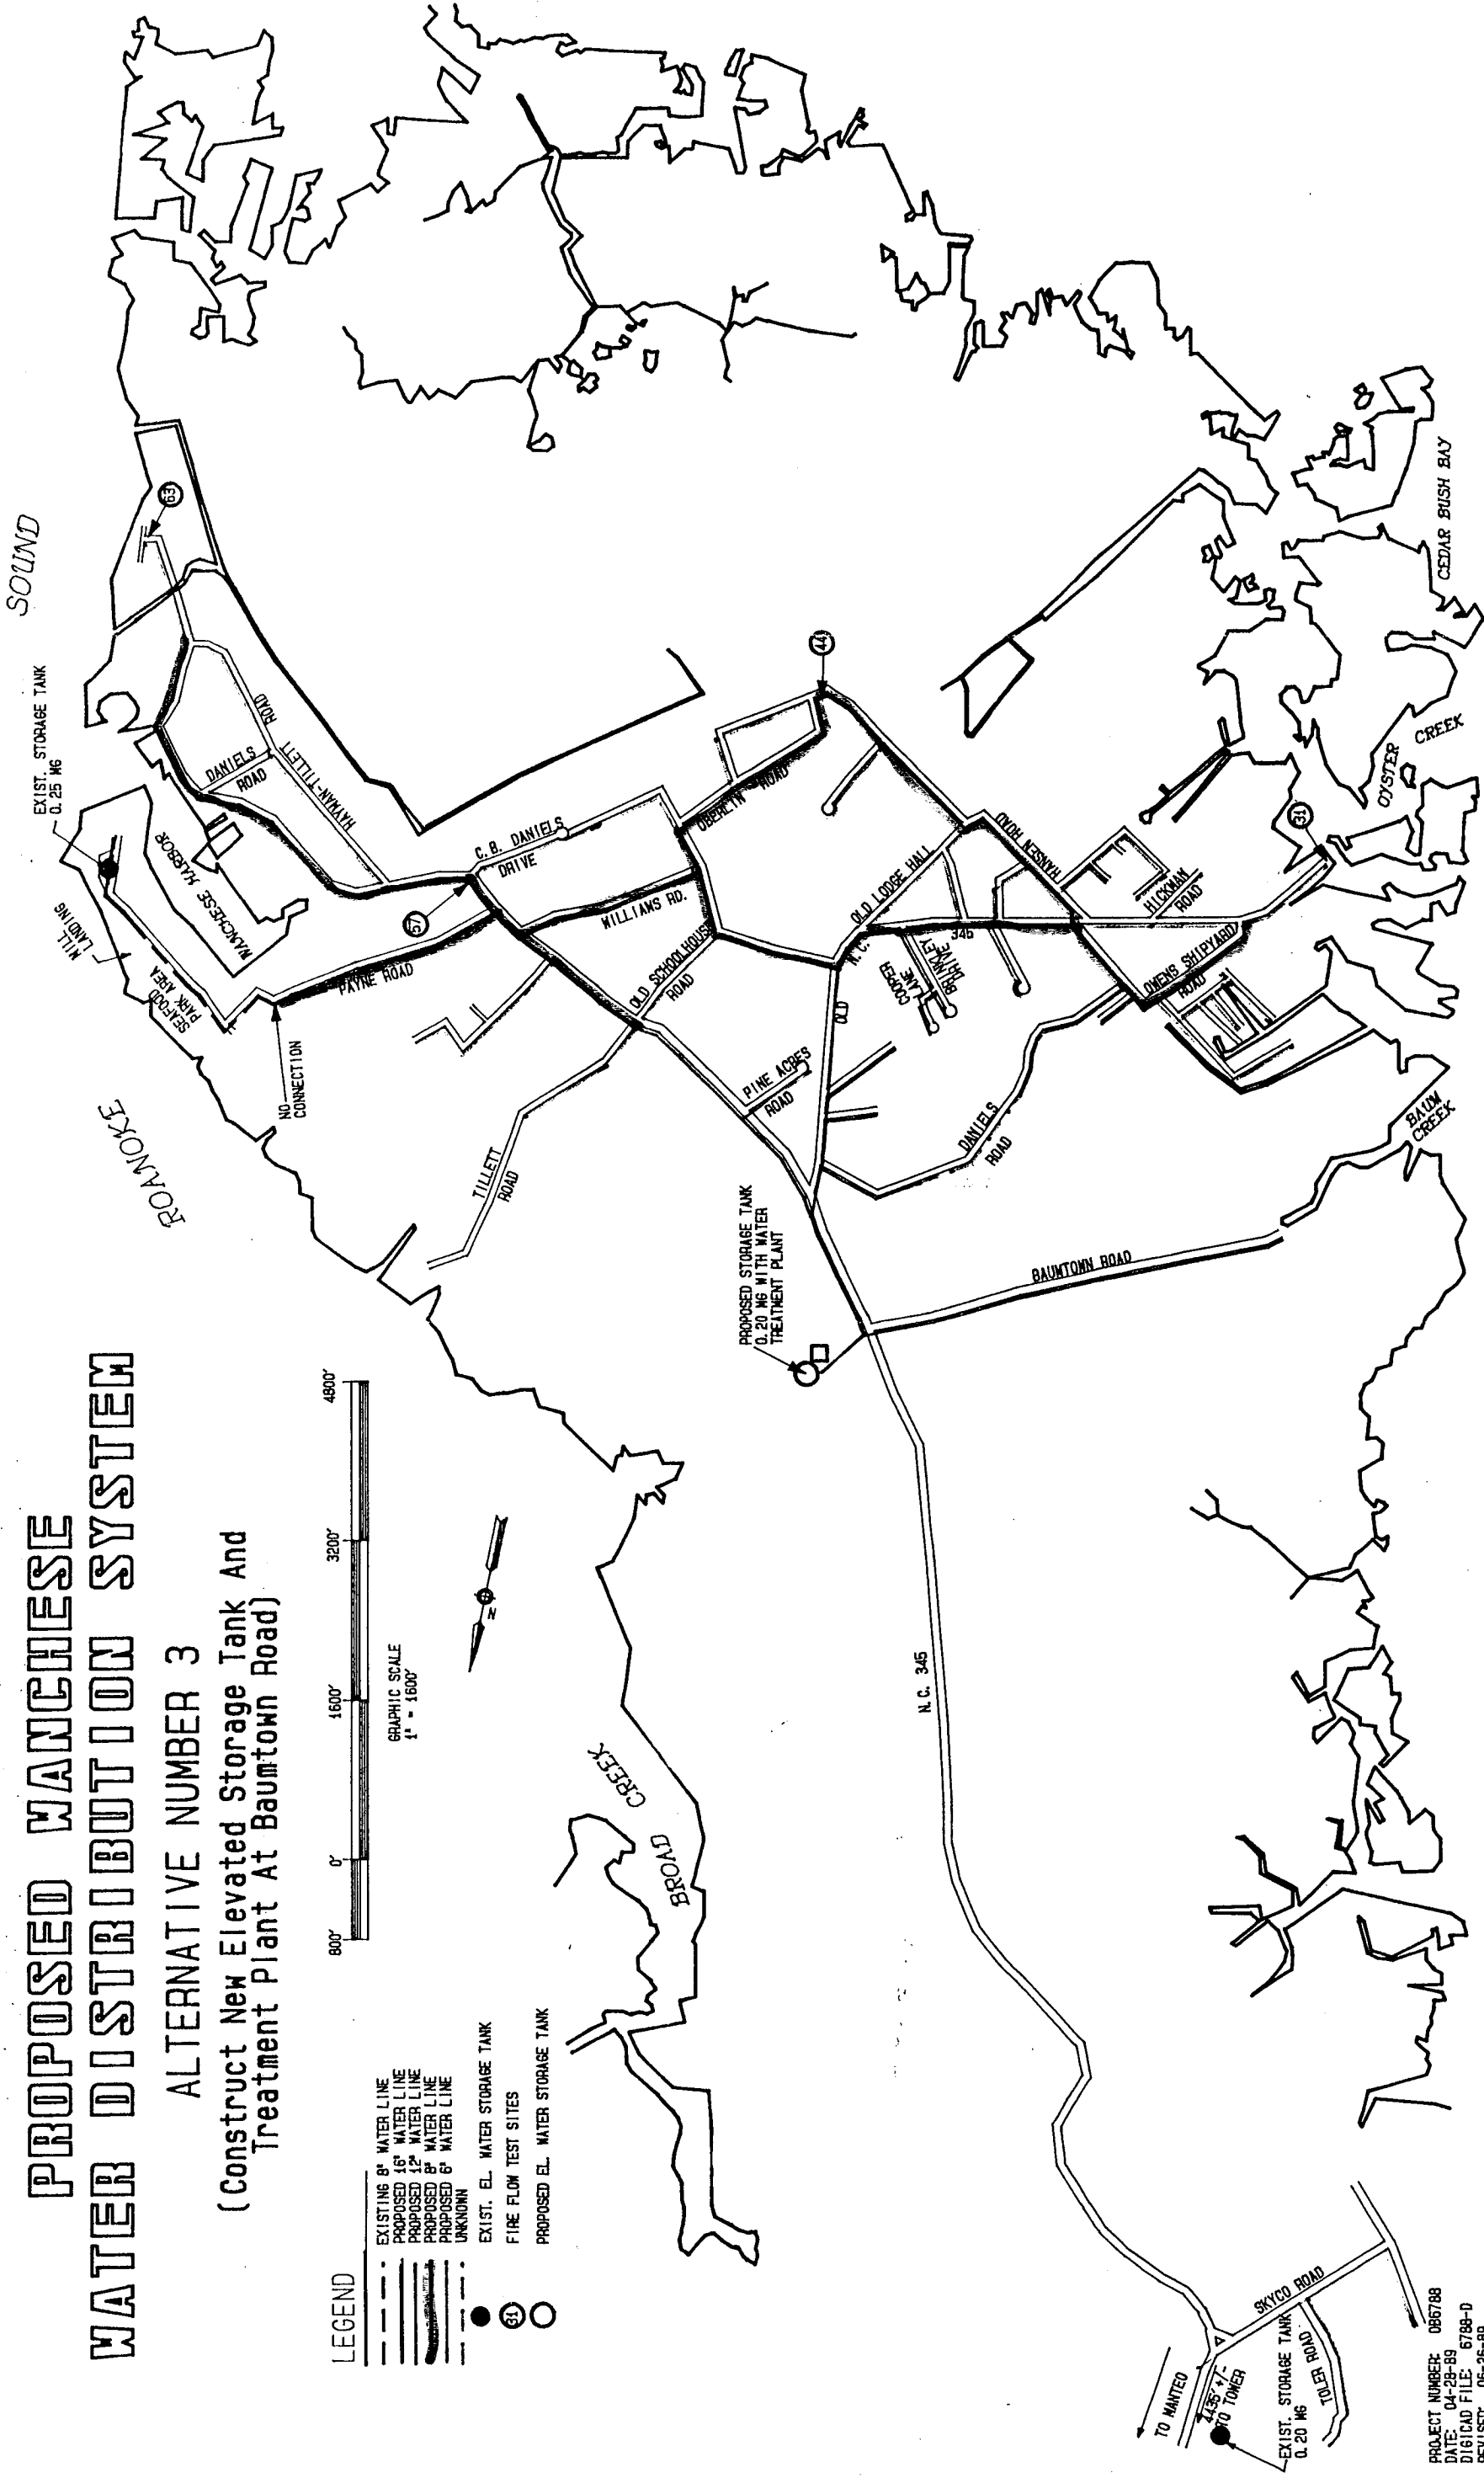 PROPOSED WANCHESE
WATER DISTRIBUTION SYSTEM
ALTERNATIVE NUMBER 3
(Construct New Elevated Storage Tank And
Treatment Plant At Baumtown Road)
800' 0' 1600' 3200' 4800'
GRAPHIC SCALE
1" = 1600'
N
LEGEND
EXISTING 8" WATER LINE
PROPOSED 16" WATER LINE
PROPOSED 12" WATER LINE
PROPOSED 8" WATER LINE
PROPOSED 6" WATER LINE
UNKNOWN
EXIST. EL. WATER STORAGE TANK
31
FIRE FLOW TEST SITES
PROPOSED EL. WATER STORAGE TANK
ROANOKE
SOUND
EXIST. STORAGE TANK
0.25 MG
MILL
LANDING
SEAFOOD
PARK AREA
WANCHESE HARBOR
NO
CONNECTION
PAYNE ROAD
DANIELS
ROAD
HAYMAN-TILLETT
ROAD
63
57
C.B. DANIELS
DRIVE
WILLIAMS RD.
OBERLIN ROAD
44
TILLETT
ROAD
OLD SCHOOLHOUSE
ROAD
PINE ACRES
ROAD
OLD LODGE HALL
HANSEN ROAD
OLD
N.C.
345
COOPER
LANE
BRINKLEY
DRIVE
HICKMAN
ROAD
OWENS SHIPYARD
ROAD
31
DANIELS
ROAD
PROPOSED STORAGE TANK
0.20 MG WITH WATER
TREATMENT PLANT
BAUMTOWN ROAD
BAUM
CREEK
OYSTER
CREEK
CEDAR BUSH BAY
BROAD
CREEK
N.C. 345
SKYCO ROAD
TOLER ROAD
TO MANTEO
4435' +/-
TO TOWER
EXIST. STORAGE TANK
0.20 MG
PROJECT NUMBER: OB6788
DATE: 04-28-89
DIGICAD FILE: 6788-D